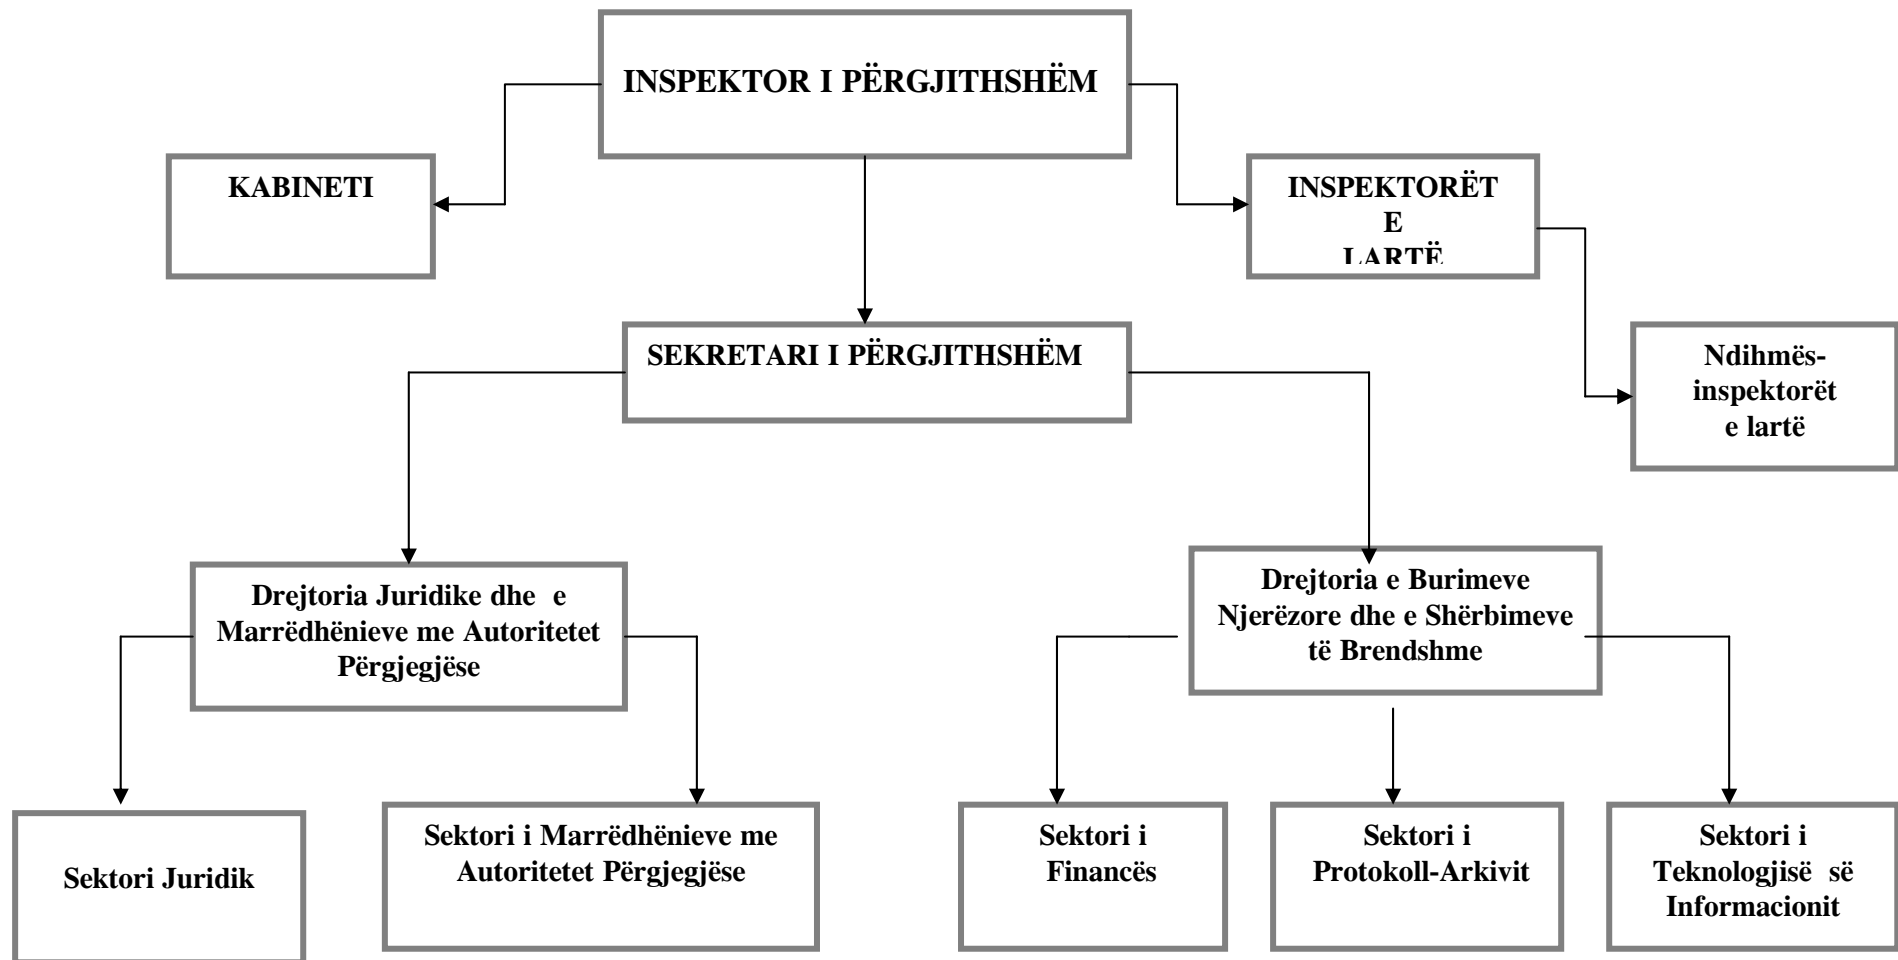 INSPEKTOR I PËRGJITHSHËM
KABINETI
INSPEKTORËT
E
LARTË
SEKRETARI I PËRGJITHSHËM
Ndihmës-
inspektorët
e lartë
Drejtoria Juridike dhe e
Marrëdhënieve me Autoritetet
Përgjegjëse
Drejtoria e Burimeve
Njerëzore dhe e Shërbimeve
të Brendshme
Sektori Juridik
Sektori i Marrëdhënieve me
Autoritetet Përgjegjëse
Sektori i
Financës
Sektori i
Protokoll-Arkivit
Sektori i
Teknologjisë së
Informacionit